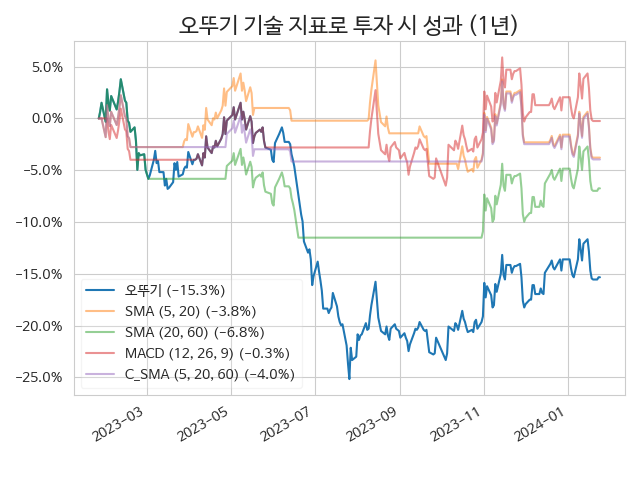 오뚜기 기술 지표로 투자 시 성과 (1년)
5.0%
0.0%
−5.0%
−10.0%
−15.0%
−20.0%
−25.0%
오뚜기 (−15.3%)
SMA (5, 20) (−3.8%)
SMA (20, 60) (−6.8%)
MACD (12, 26, 9) (−0.3%)
C_SMA (5, 20, 60) (−4.0%)
2023−03
2023−05
2023−07
2023−09
2023−11
2024−01